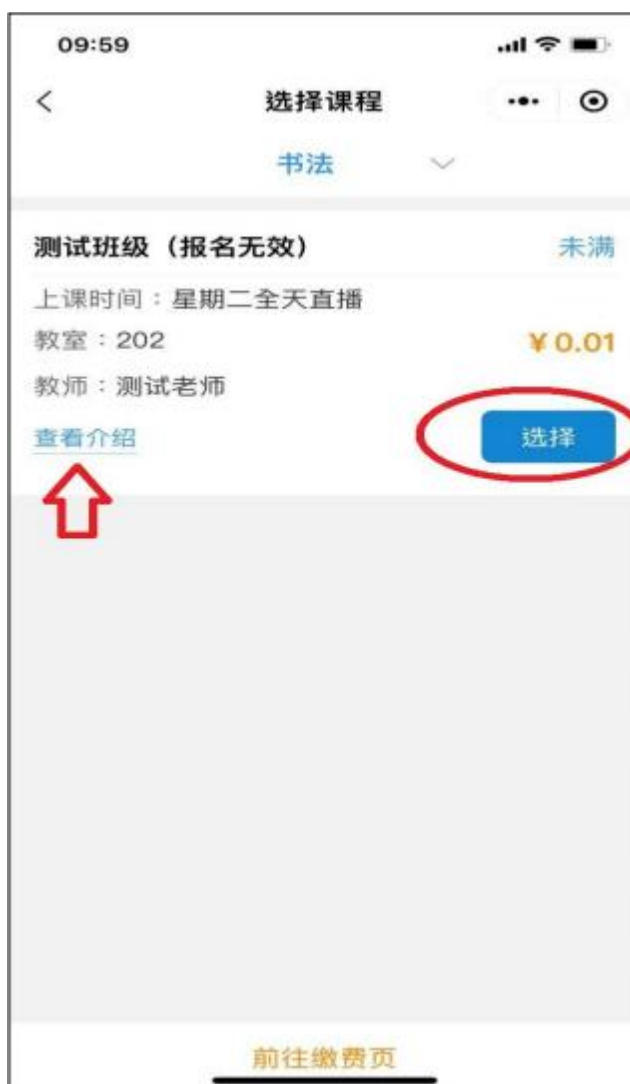 09:59
选择课程
书法
测试班级（报名无效） 未满
上课时间：星期二全天直播
教室：202 ¥0.01
教师：测试老师
查看介绍 选择
前往缴费页